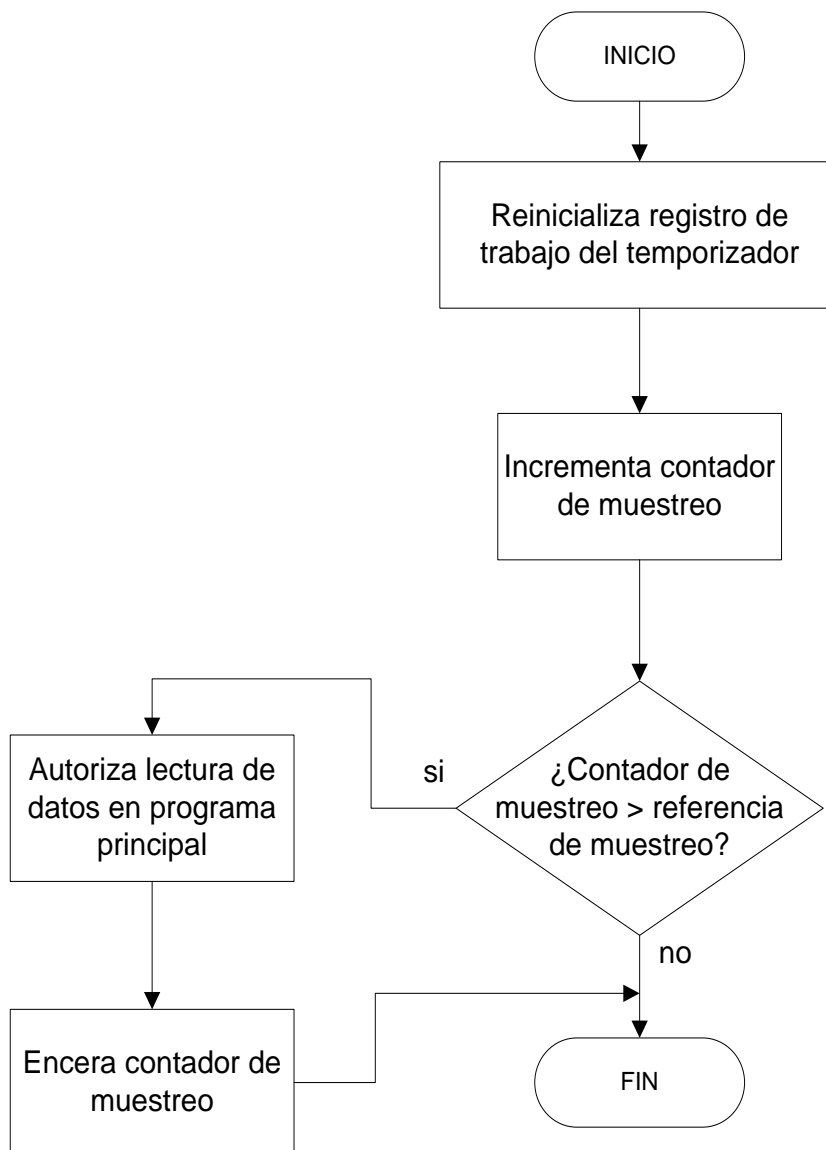 INICIO
Reinicializa registro de
trabajo del temporizador
Incrementa contador
de muestreo
¿Contador de
muestreo > referencia
de muestreo?
si
no
Autoriza lectura de
datos en programa
principal
Encera contador de
muestreo
FIN